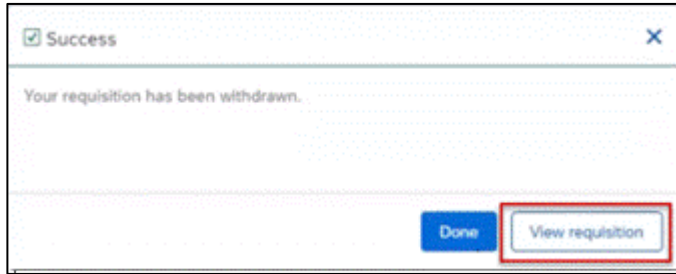 Success
Your requisition has been withdrawn.
Done
View requisition